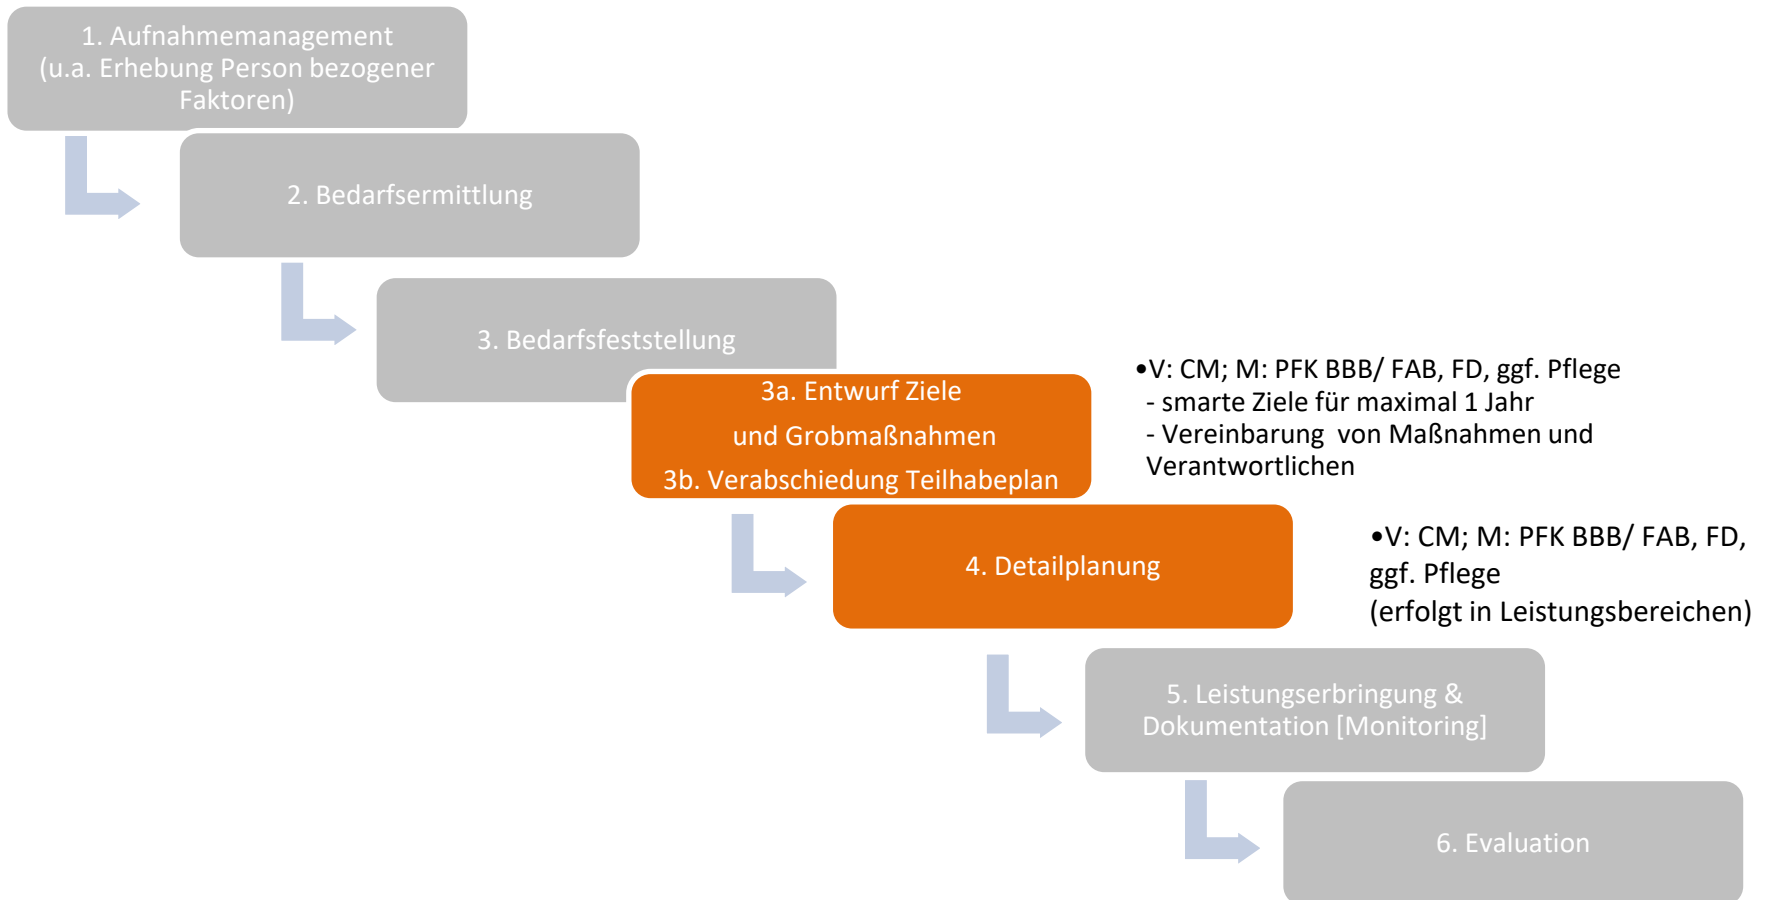 1. Aufnahmemanagement
(u.a. Erhebung Person bezogener
Faktoren)
2. Bedarfsermittlung
3. Bedarfsfeststellung
3a. Entwurf Ziele
und Grobmaßnahmen
3b. Verabschiedung Teilhabeplan
•V: CM; M: PFK BBB/ FAB, FD, ggf. Pflege
- smarte Ziele für maximal 1 Jahr
- Vereinbarung von Maßnahmen und
Verantwortlichen
4. Detailplanung
•V: CM; M: PFK BBB/ FAB, FD,
ggf. Pflege
(erfolgt in Leistungsbereichen)
5. Leistungserbringung &
Dokumentation [Monitoring]
6. Evaluation